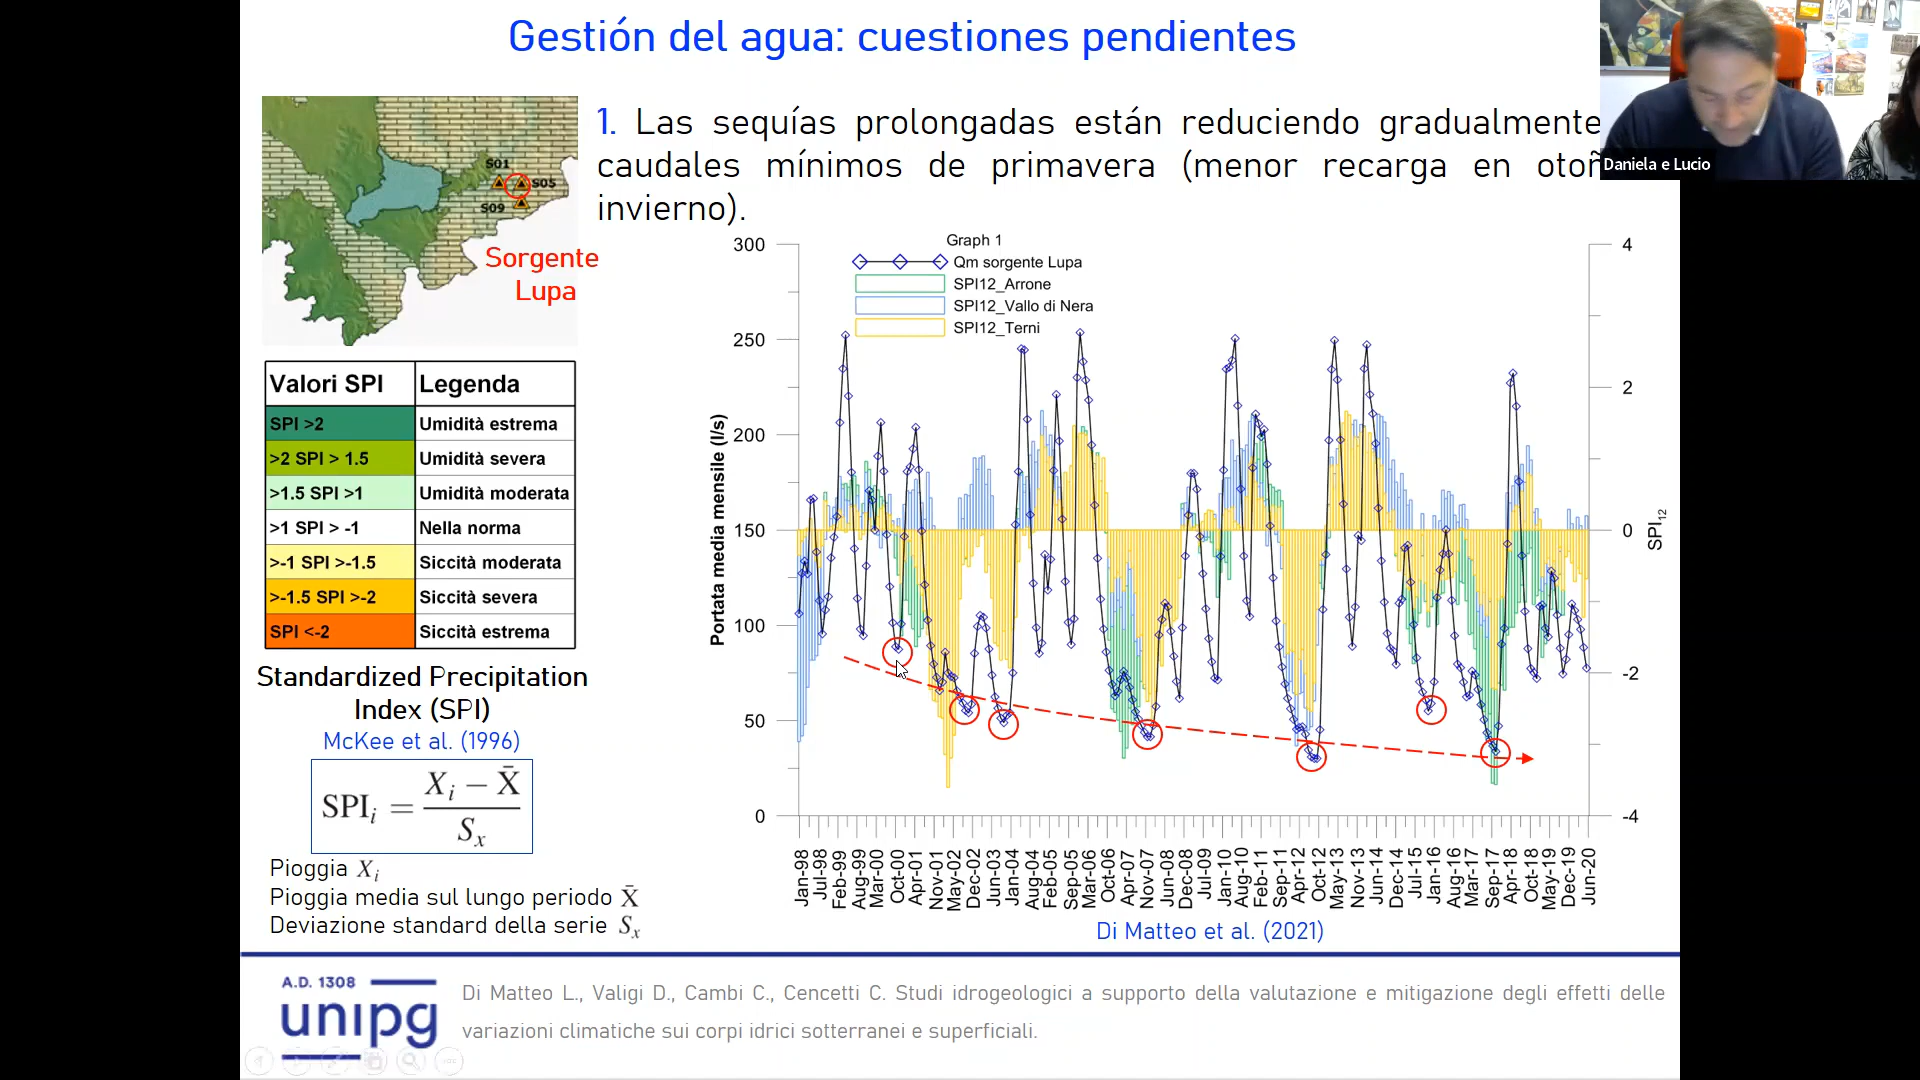 Gestión del agua: cuestiones pendientes
1. Las sequías prolongadas están reduciendo gradualmente
caudales mínimos de primavera (menor recarga en otoñ
invierno).
Daniela e Lucio
S01
S05
S09
Sorgente
Lupa
Valori SPI Legenda
SPI >2 Umidità estrema
>2 SPI > 1.5 Umidità severa
>1.5 SPI >1 Umidità moderata
>1 SPI > -1 Nella norma
>-1 SPI >-1.5 Siccità moderata
>-1.5 SPI >-2 Siccità severa
SPI <-2 Siccità estrema
Standardized Precipitation
Index (SPI)
McKee et al. (1996)
SPIᵢ = (Xᵢ − X̄) / Sₓ
Pioggia Xᵢ
Pioggia media sul lungo periodo X̄
Deviazione standard della serie Sₓ
Graph 1
Qm sorgente Lupa
SPI12_Arrone
SPI12_Vallo di Nera
SPI12_Terni
Portata media mensile (l/s)
300
250
200
150
100
50
0
4
2
0
-2
-4
SPI₁₂
Jan-98
Jul-98
Feb-99
Aug-99
Mar-00
Oct-00
Apr-01
Nov-01
May-02
Dec-02
Jun-03
Jan-04
Aug-04
Feb-05
Sep-05
Mar-06
Oct-06
Apr-07
Nov-07
Jun-08
Dec-08
Jul-09
Jan-10
Aug-10
Feb-11
Sep-11
Apr-12
Oct-12
May-13
Nov-13
Jun-14
Dec-14
Jul-15
Jan-16
Aug-16
Mar-17
Sep-17
Apr-18
Oct-18
May-19
Dec-19
Jun-20
Di Matteo et al. (2021)
A.D. 1308
unipg
Di Matteo L., Valigi D., Cambi C., Cencetti C. Studi idrogeologici a supporto della valutazione e mitigazione degli effetti delle
variazioni climatiche sui corpi idrici sotterranei e superficiali.